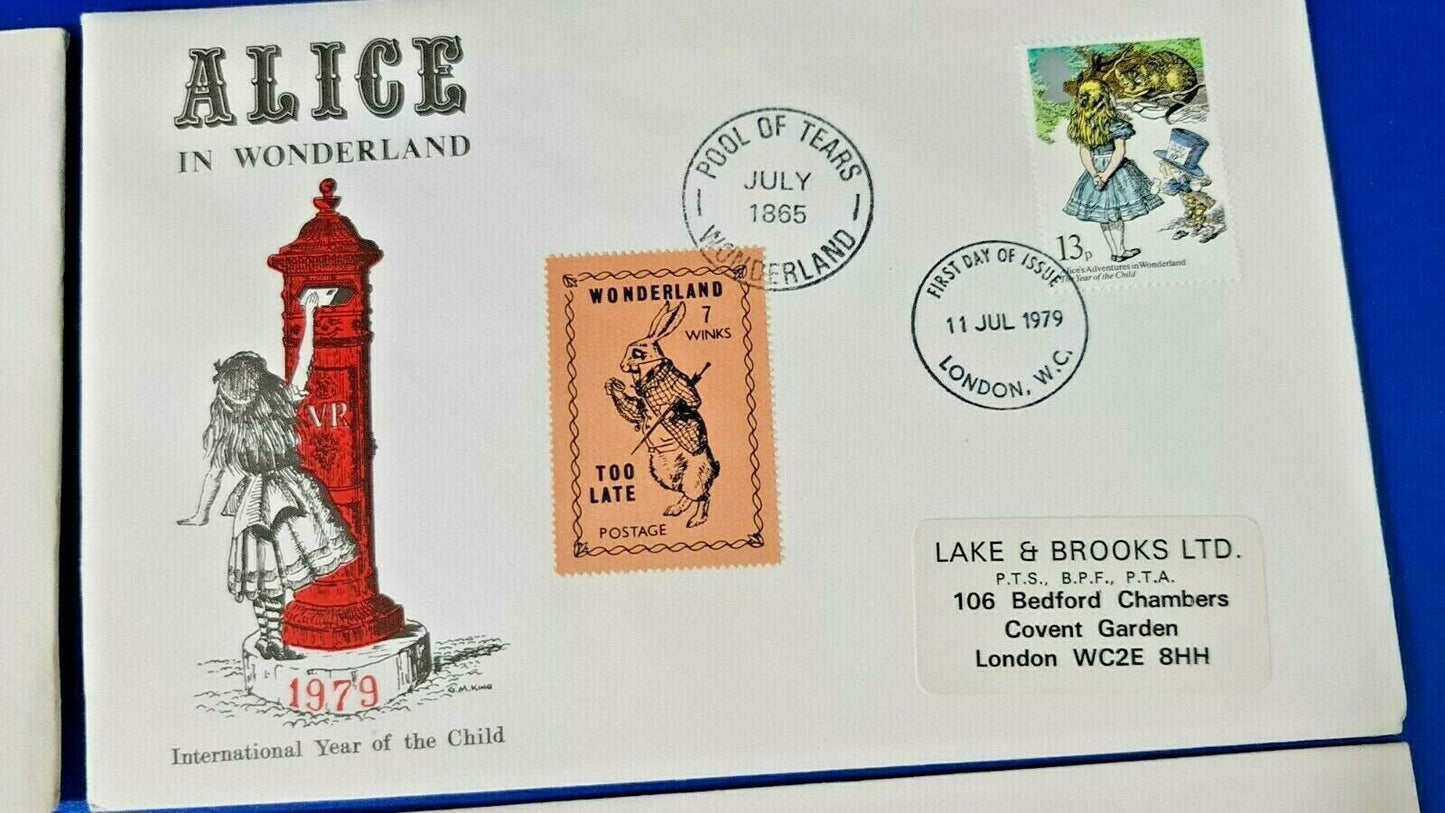 ALICE
IN WONDERLAND
VR
1979
G. M. KING
International Year of the Child
POOL OF TEARS
JULY
1865
WONDERLAND
WONDERLAND
7
WINKS
TOO
LATE
POSTAGE
13p
Alice's Adventures in Wonderland
The Year of the Child
FIRST DAY OF ISSUE
11 JUL 1979
LONDON, W.C.
LAKE & BROOKS LTD.
P.T.S., B.P.F., P.T.A.
106 Bedford Chambers
Covent Garden
London WC2E 8HH